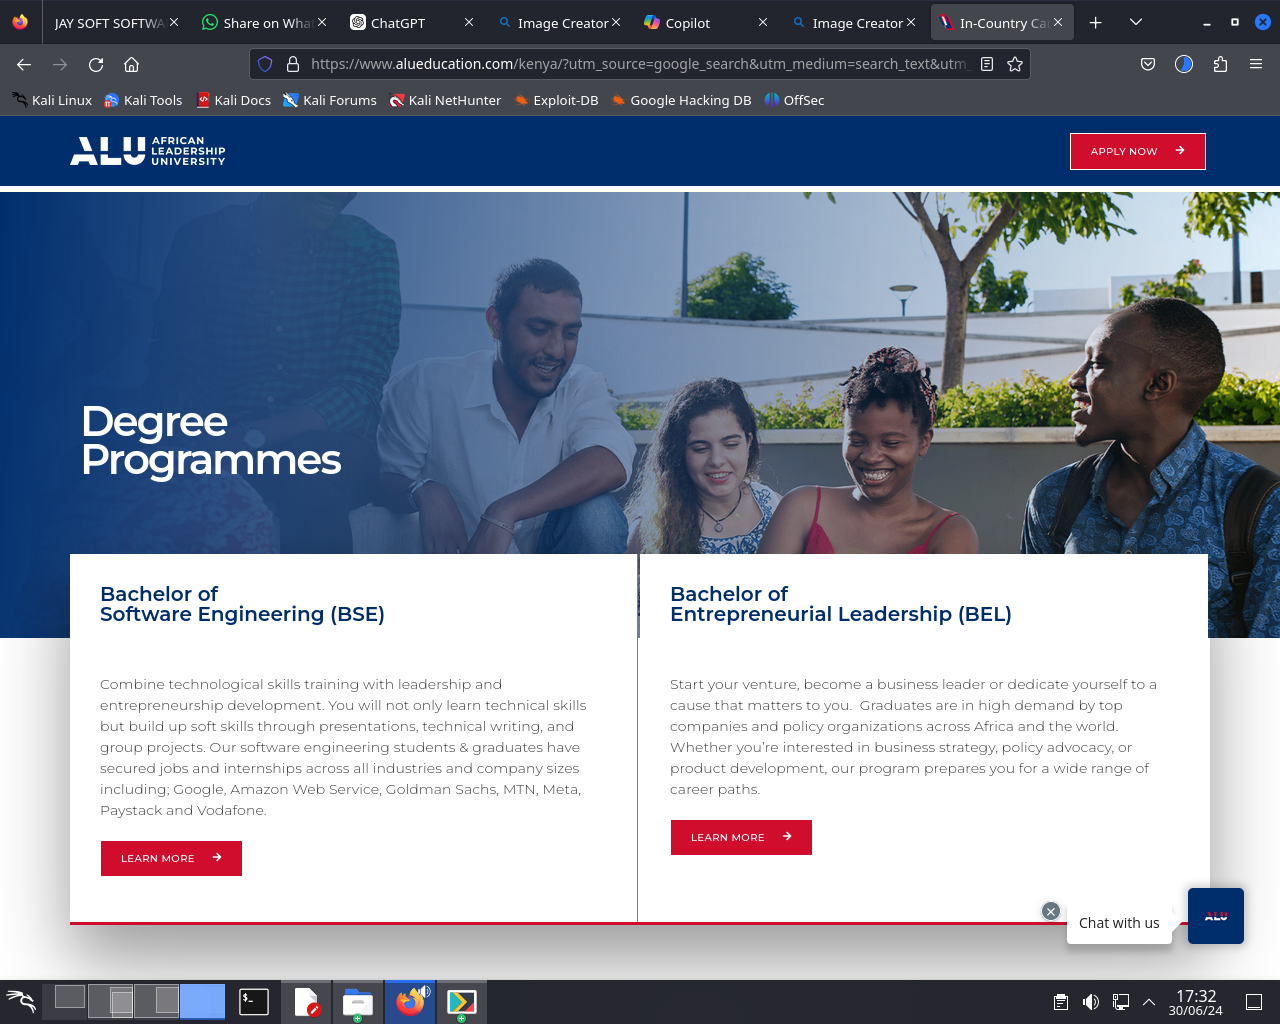 JAY SOFT SOFTWA
Share on What
ChatGPT
Image Creator
Copilot
Image Creator
In-Country Ca
https://www.alueducation.com/kenya/?utm_source=google_search&utm_medium=search_text&utm_
Kali Linux
Kali Tools
Kali Docs
Kali Forums
Kali NetHunter
Exploit-DB
Google Hacking DB
OffSec
ALU AFRICAN
LEADERSHIP
UNIVERSITY
APPLY NOW
Degree
Programmes
Bachelor of
Software Engineering (BSE)
Combine technological skills training with leadership and
entrepreneurship development. You will not only learn technical skills
but build up soft skills through presentations, technical writing, and
group projects. Our software engineering students & graduates have
secured jobs and internships across all industries and company sizes
including; Google, Amazon Web Service, Goldman Sachs, MTN, Meta,
Paystack and Vodafone.
LEARN MORE
Bachelor of
Entrepreneurial Leadership (BEL)
Start your venture, become a business leader or dedicate yourself to a
cause that matters to you.  Graduates are in high demand by top
companies and policy organizations across Africa and the world.
Whether you’re interested in business strategy, policy advocacy, or
product development, our program prepares you for a wide range of
career paths.
LEARN MORE
Chat with us
ALU
$_
17:32
30/06/24